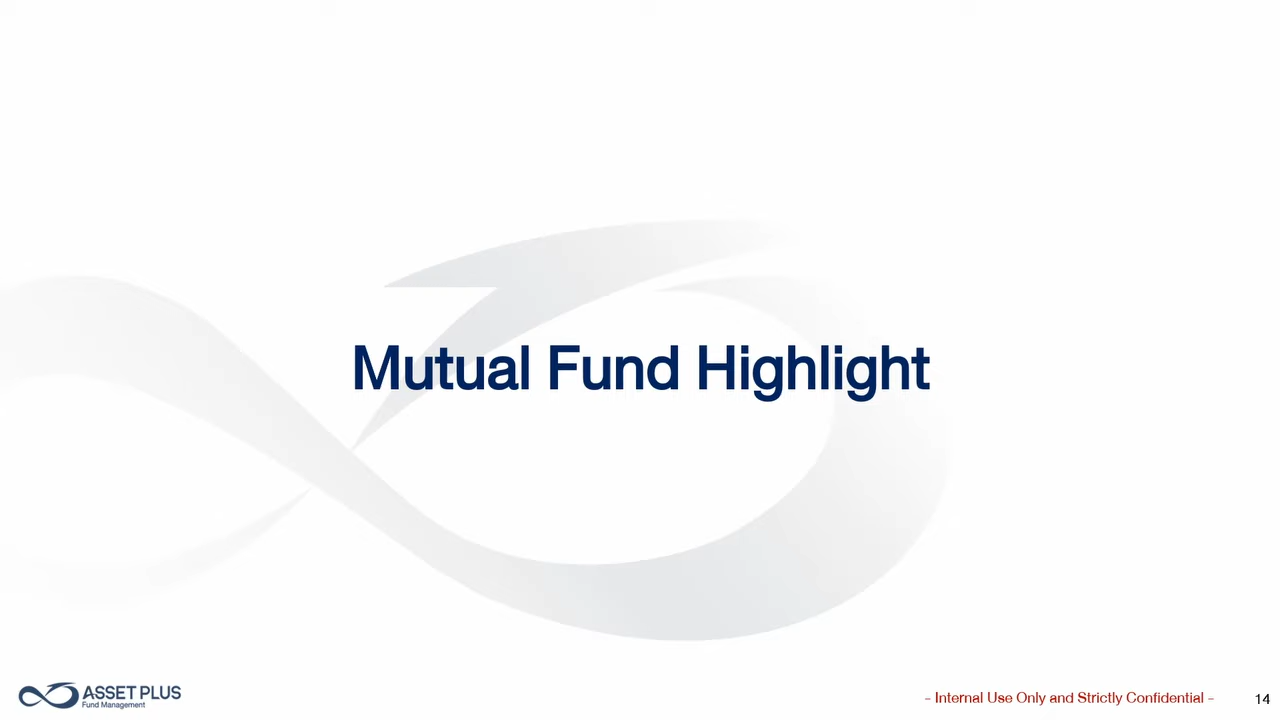 Mutual Fund Highlight
ASSET PLUS
Fund Management
- Internal Use Only and Strictly Confidential -
14